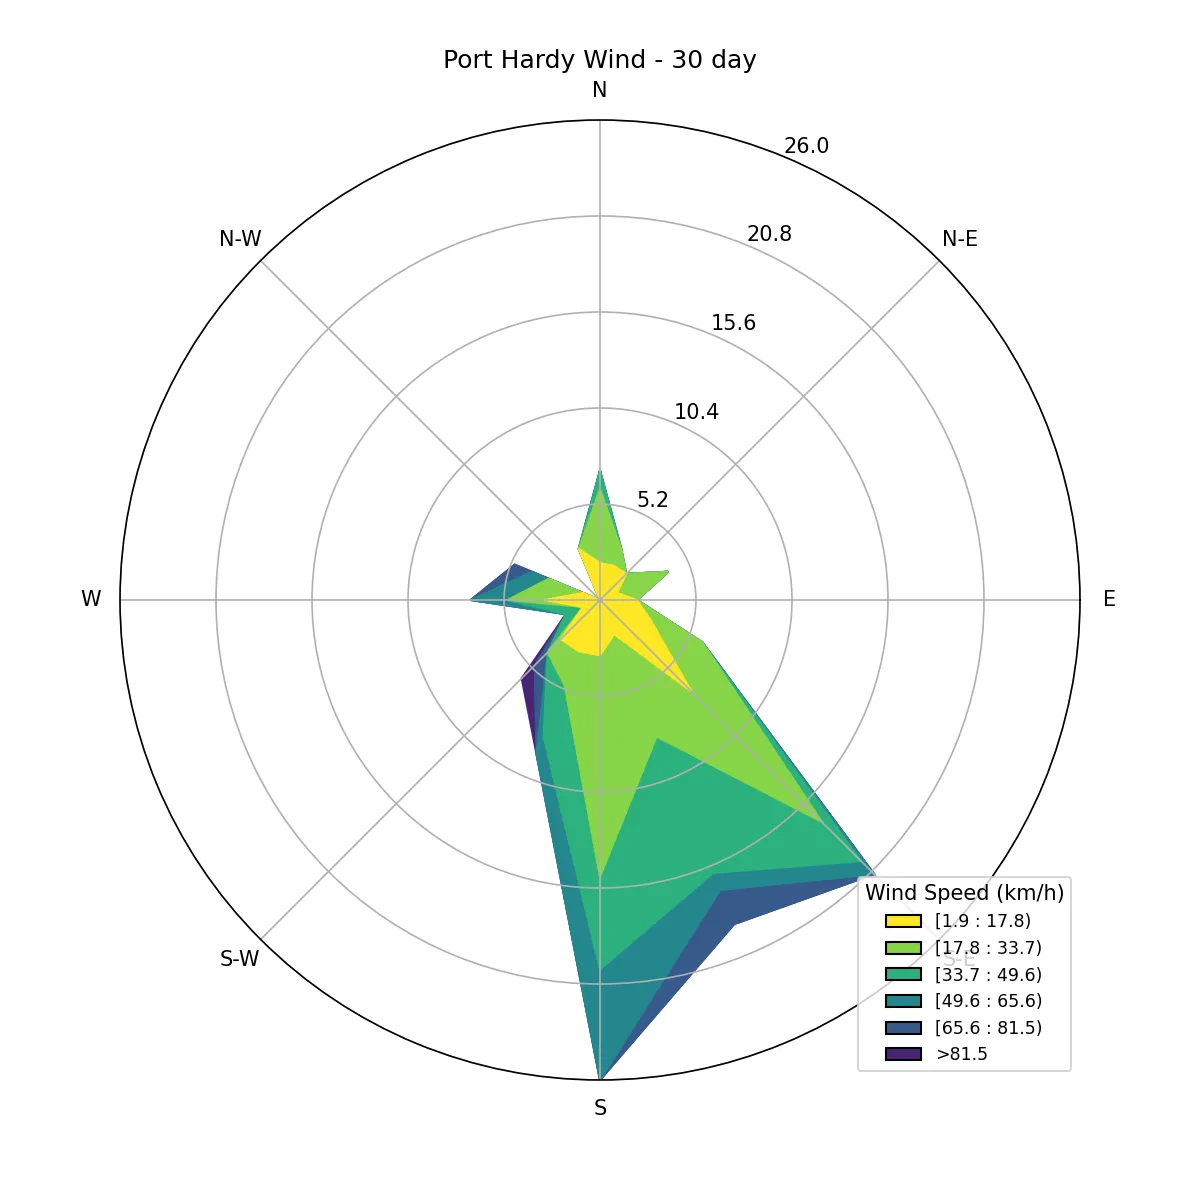 Port Hardy Wind - 30 day
N
26.0
N-W
20.8
N-E
15.6
10.4
5.2
W
E
Wind Speed (km/h)
[1.9 : 17.8)
[17.8 : 33.7)
S-W
S-E
[33.7 : 49.6)
[49.6 : 65.6)
[65.6 : 81.5)
>81.5
S